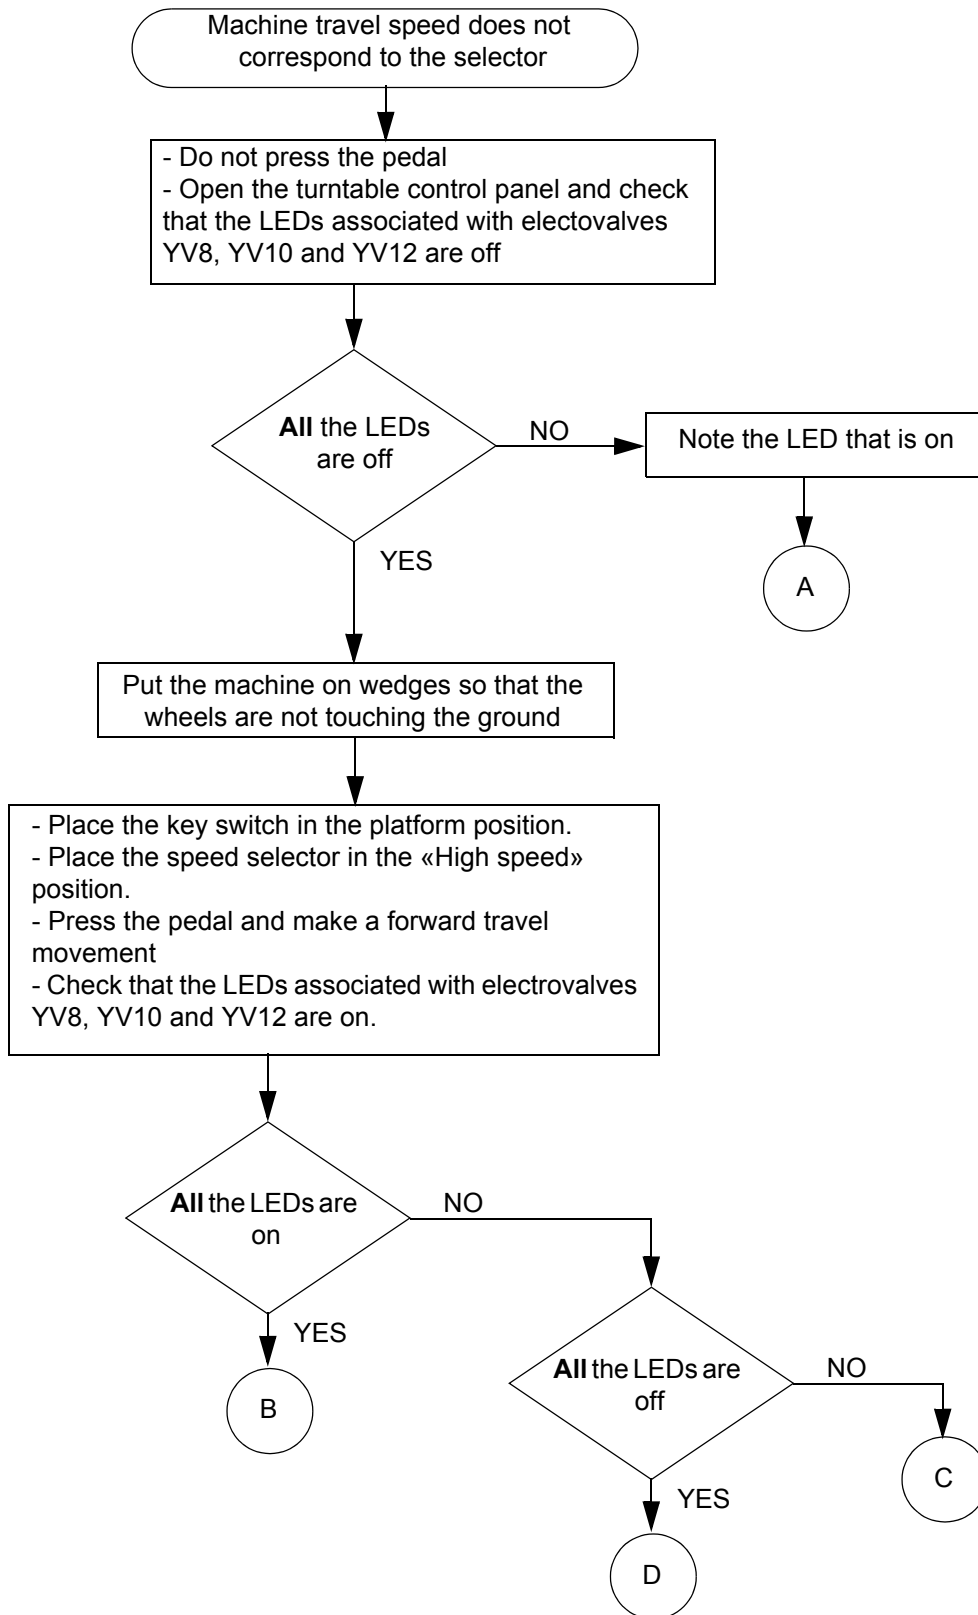 Machine travel speed does not
correspond to the selector
- Do not press the pedal
- Open the turntable control panel and check
that the LEDs associated with electovalves
YV8, YV10 and YV12 are off
All the LEDs
are off
NO
Note the LED that is on
A
YES
Put the machine on wedges so that the
wheels are not touching the ground
- Place the key switch in the platform position.
- Place the speed selector in the «High speed»
position.
- Press the pedal and make a forward travel
movement
- Check that the LEDs associated with electrovalves
YV8, YV10 and YV12 are on.
All the LEDs are
on
NO
YES
B
All the LEDs are
off
NO
C
YES
D